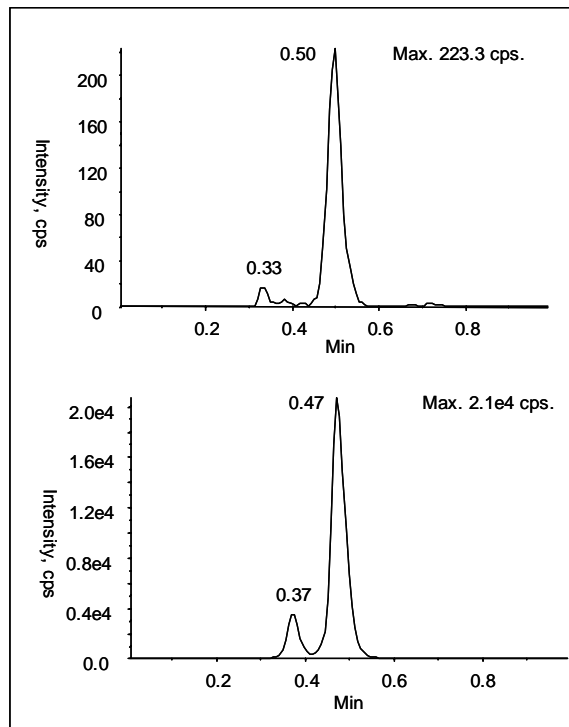 0.50 Max. 223.3 cps.
200
160
120
80
40
0
Intensity, cps
0.33
0.2 0.4 0.6 0.8
Min
0.47 Max. 2.1e4 cps.
2.0e4
1.6e4
1.2e4
0.8e4
0.4e4
0.0
Intensity, cps
0.37
0.2 0.4 0.6 0.8
Min